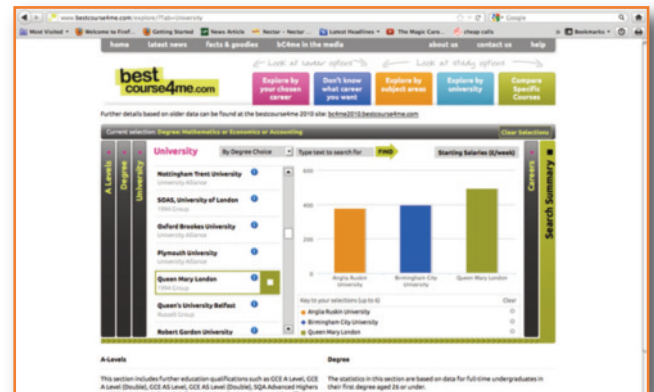 www.bestcourse4me.com/explore/?Tab=University
Google
Most Visited
Welcome to Firef...
Getting Started
News Article
Nectar - Nectar ...
Latest Headlines
The Magic Care...
cheap calls
Bookmarks
home latest news facts & goodies bC4me in the media about us contact us help
Look at career options
Look at study options
best
course4me.com
Explore by your chosen career
Don't know what career you want
Explore by subject areas
Explore by university
Compare Specific Courses
Further details based on older data can be found at the bestcourse4me 2010 site: bc4me2010.bestcourse4me.com
Current selection: Degree: Mathematics or Economics or Accounting
Clear Selections
A Levels
Degree
University
University
By Degree Choice
Type text to search for
FIND
Starting Salaries (£/week)
Nottingham Trent University
University Alliance
SOAS, University of London
1994 Group
Oxford Brookes University
University Alliance
Plymouth University
University Alliance
Queen Mary London
1994 Group
Queen's University Belfast
Russell Group
Robert Gordon University
600
400
200
0
Anglia Ruskin University
Birmingham City University
Queen Mary London
Key to your selections (up to 6)
Clear
Anglia Ruskin University
Birmingham City University
Queen Mary London
Careers
Search Summary
A-Levels
This section includes further education qualifications such as GCE A Level, GCE
A Level (Double), GCE AS Level, GCE AS Level (Double), SQA Advanced Highers
Degree
The statistics in this section are based on data for full-time undergraduates in
their first degree aged 26 or under.